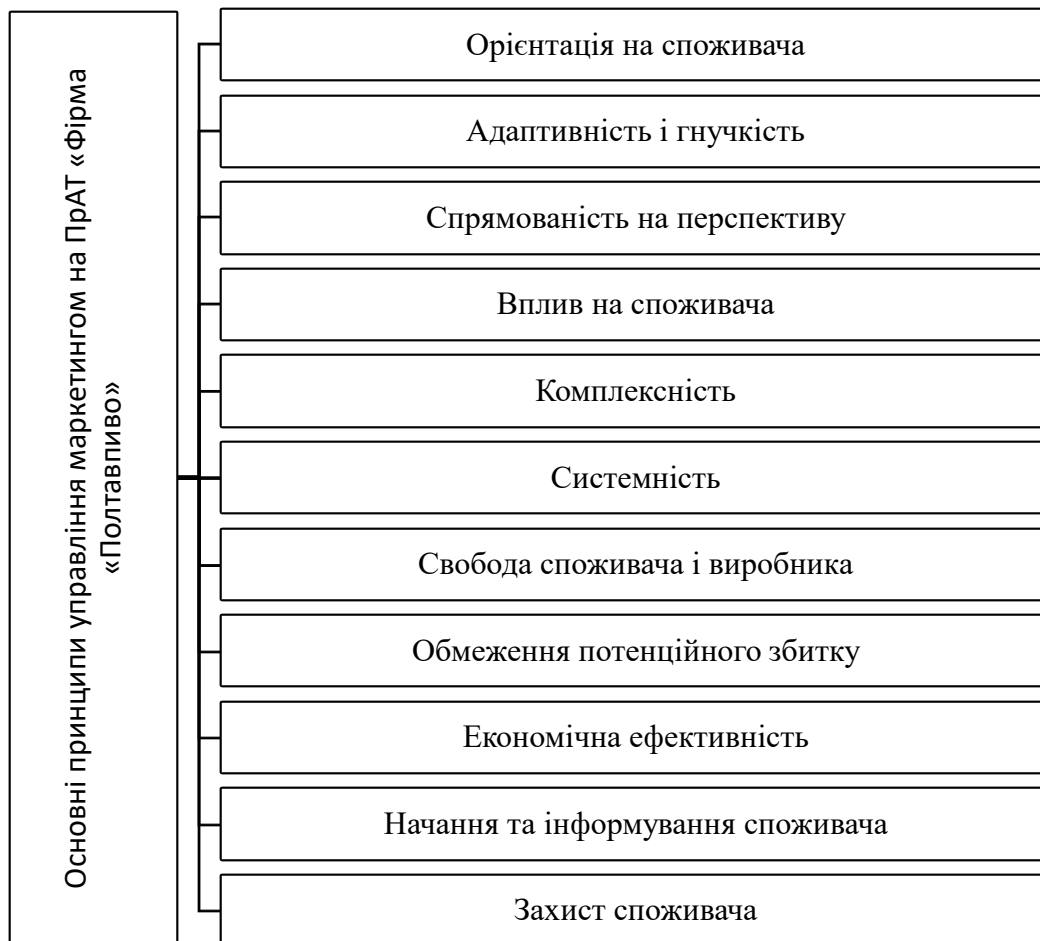 Основні принципи управління маркетингом на ПрАТ «Фірма
«Полтавпиво»
Орієнтація на споживача
Адаптивність і гнучкість
Спрямованість на перспективу
Вплив на споживача
Комплексність
Системність
Свобода споживача і виробника
Обмеження потенційного збитку
Економічна ефективність
Начання та інформування споживача
Захист споживача